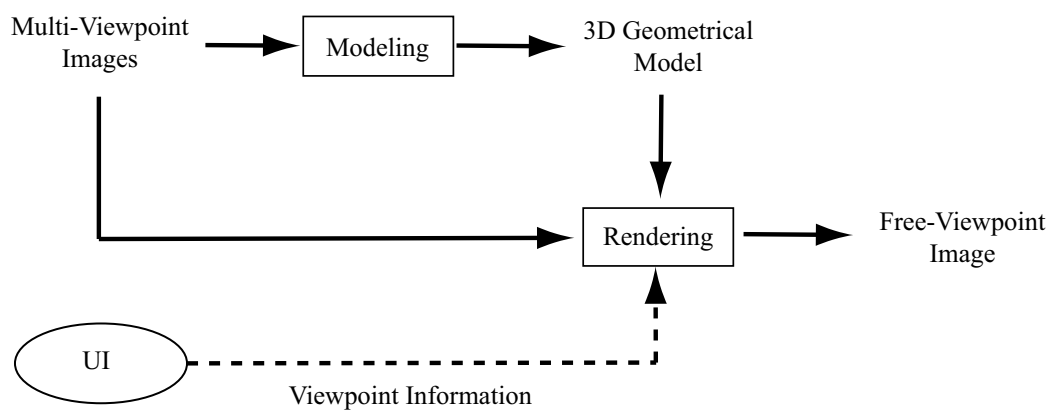 Multi-Viewpoint
Images
Modeling
3D Geometrical
Model
Rendering
Free-Viewpoint
Image
UI
Viewpoint Information